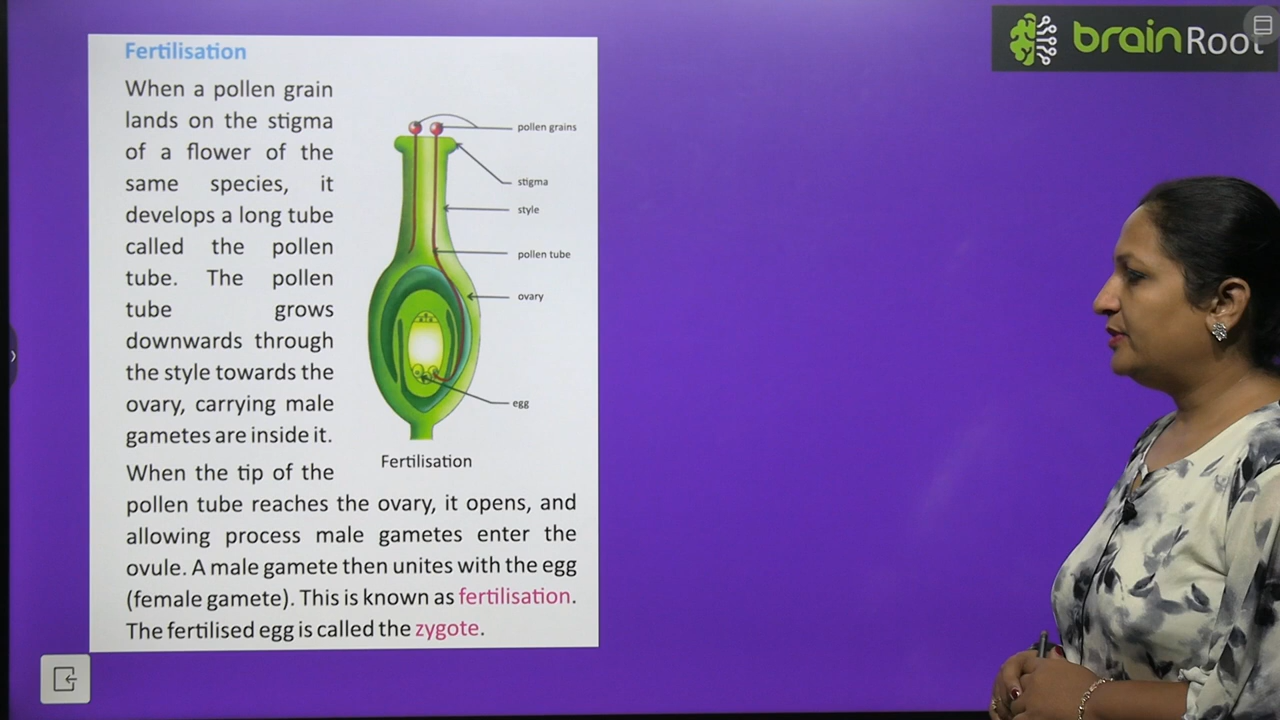 Fertilisation
When a pollen grain
lands on the stigma
of a flower of the
same species, it
develops a long tube
called the pollen
tube. The pollen
tube grows
downwards through
the style towards the
ovary, carrying male
gametes are inside it.
When the tip of the
pollen tube reaches the ovary, it opens, and
allowing process male gametes enter the
ovule. A male gamete then unites with the egg
(female gamete). This is known as fertilisation.
The fertilised egg is called the zygote.
pollen grains
stigma
style
pollen tube
ovary
egg
Fertilisation
brainRoot